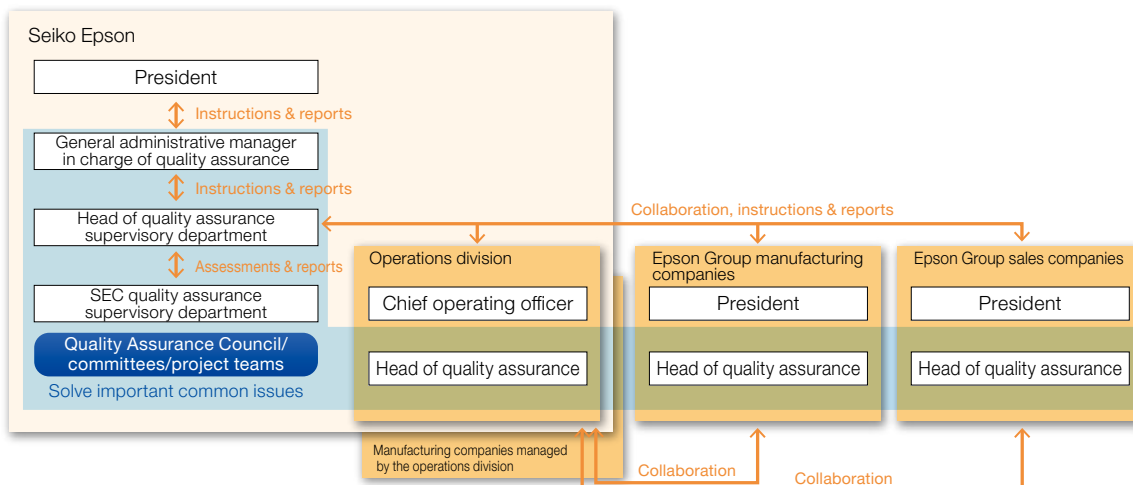 Seiko Epson
President
Instructions & reports
General administrative manager
in charge of quality assurance
Instructions & reports
Head of quality assurance
supervisory department
Collaboration, instructions & reports
Assessments & reports
SEC quality assurance
supervisory department
Quality Assurance Council/
committees/project teams
Solve important common issues
Operations division
Chief operating officer
Head of quality assurance
Manufacturing companies managed
by the operations division
Epson Group manufacturing
companies
President
Head of quality assurance
Epson Group sales companies
President
Head of quality assurance
Collaboration
Collaboration